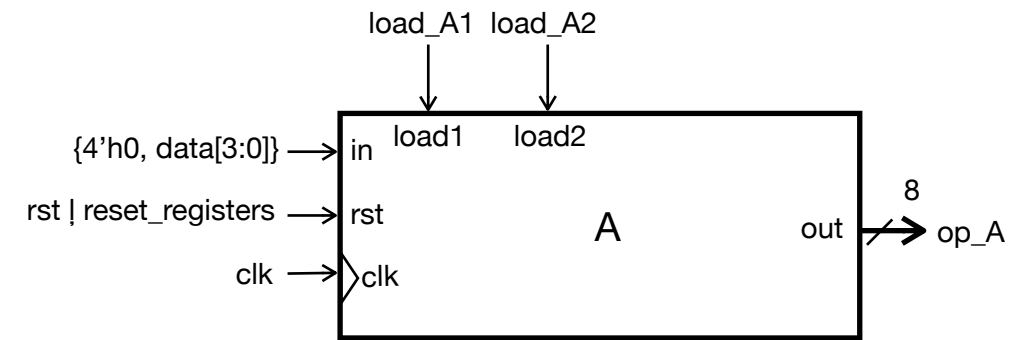 load_A1 load_A2
load1 load2
{4’h0, data[3:0]} in
rst | reset_registers rst
clk clk
A
out
8
op_A